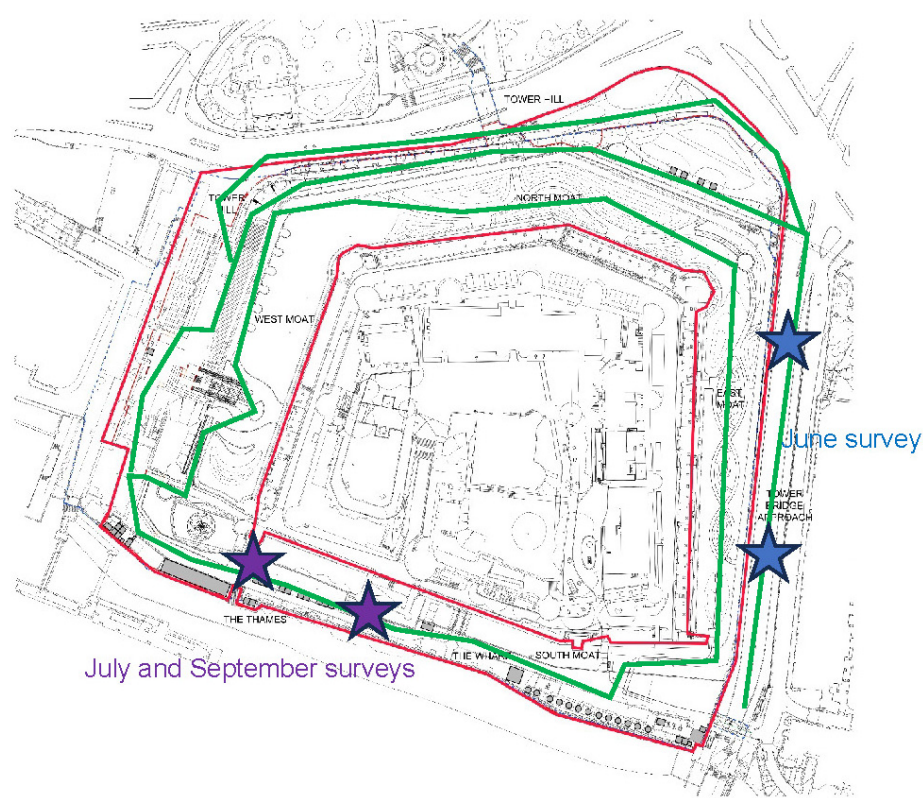 TOWER HILL
TOWER
HILL
NORTH MOAT
WEST MOAT
EAST
MOAT
June survey
TOWER
BRIDGE
APPROACH
THE THAMES
THE WHARF
SOUTH MOAT
July and September surveys